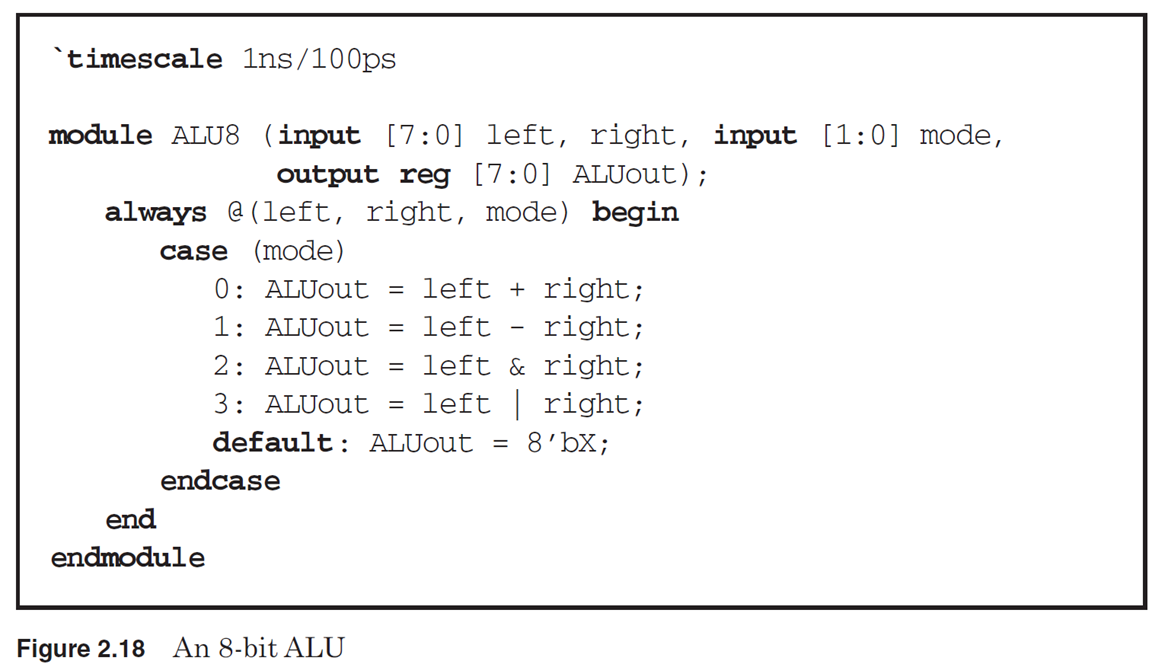 `timescale 1ns/100ps
module ALU8 (input [7:0] left, right, input [1:0] mode,
output reg [7:0] ALUout);
always @(left, right, mode) begin
case (mode)
0: ALUout = left + right;
1: ALUout = left - right;
2: ALUout = left & right;
3: ALUout = left | right;
default: ALUout = 8’bX;
endcase
end
endmodule
Figure 2.18 An 8-bit ALU